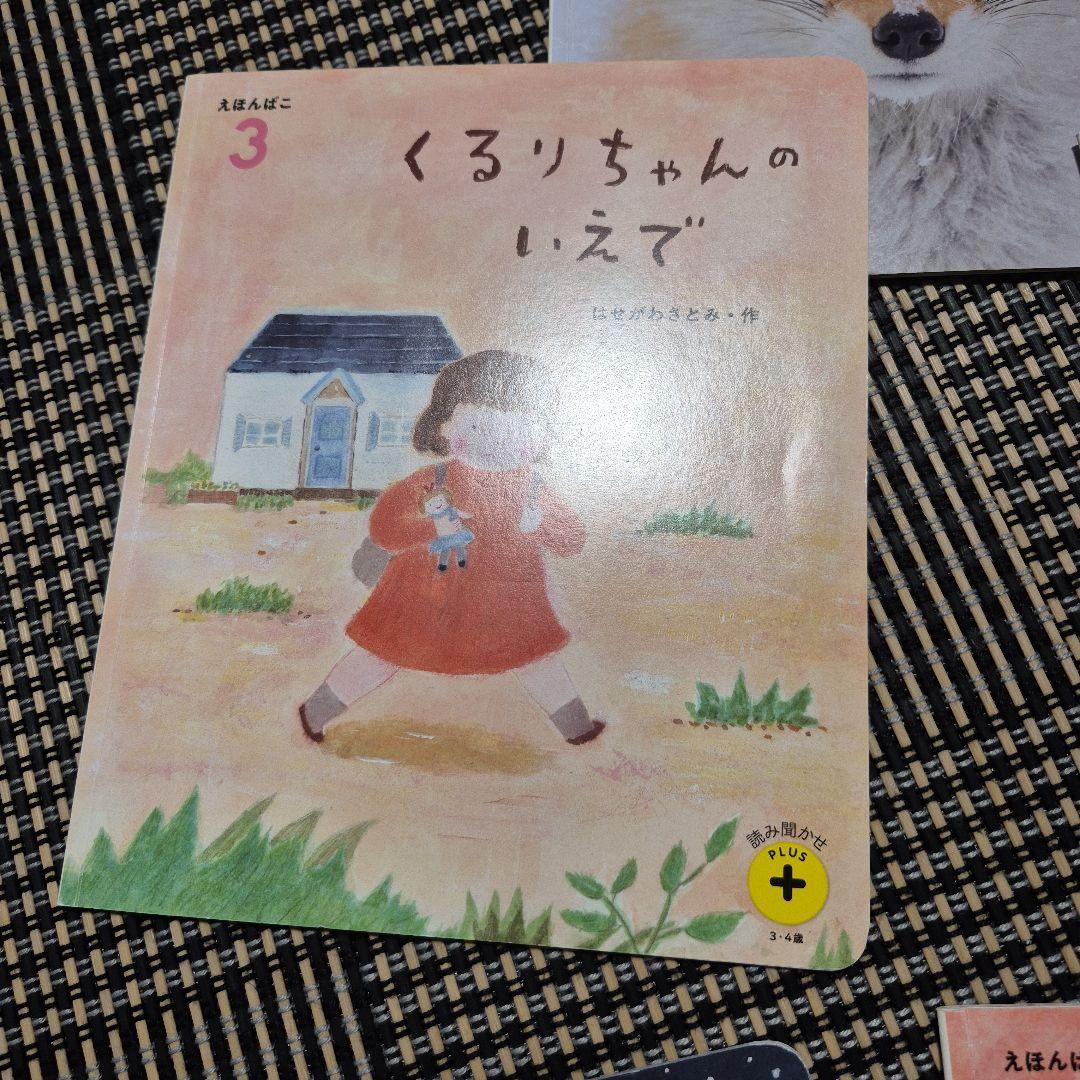 えほんばこ
3
くるりちゃんの
いえで
はせがわさとみ・作
読み聞かせ
PLUS
+
3・4歳
えほんば